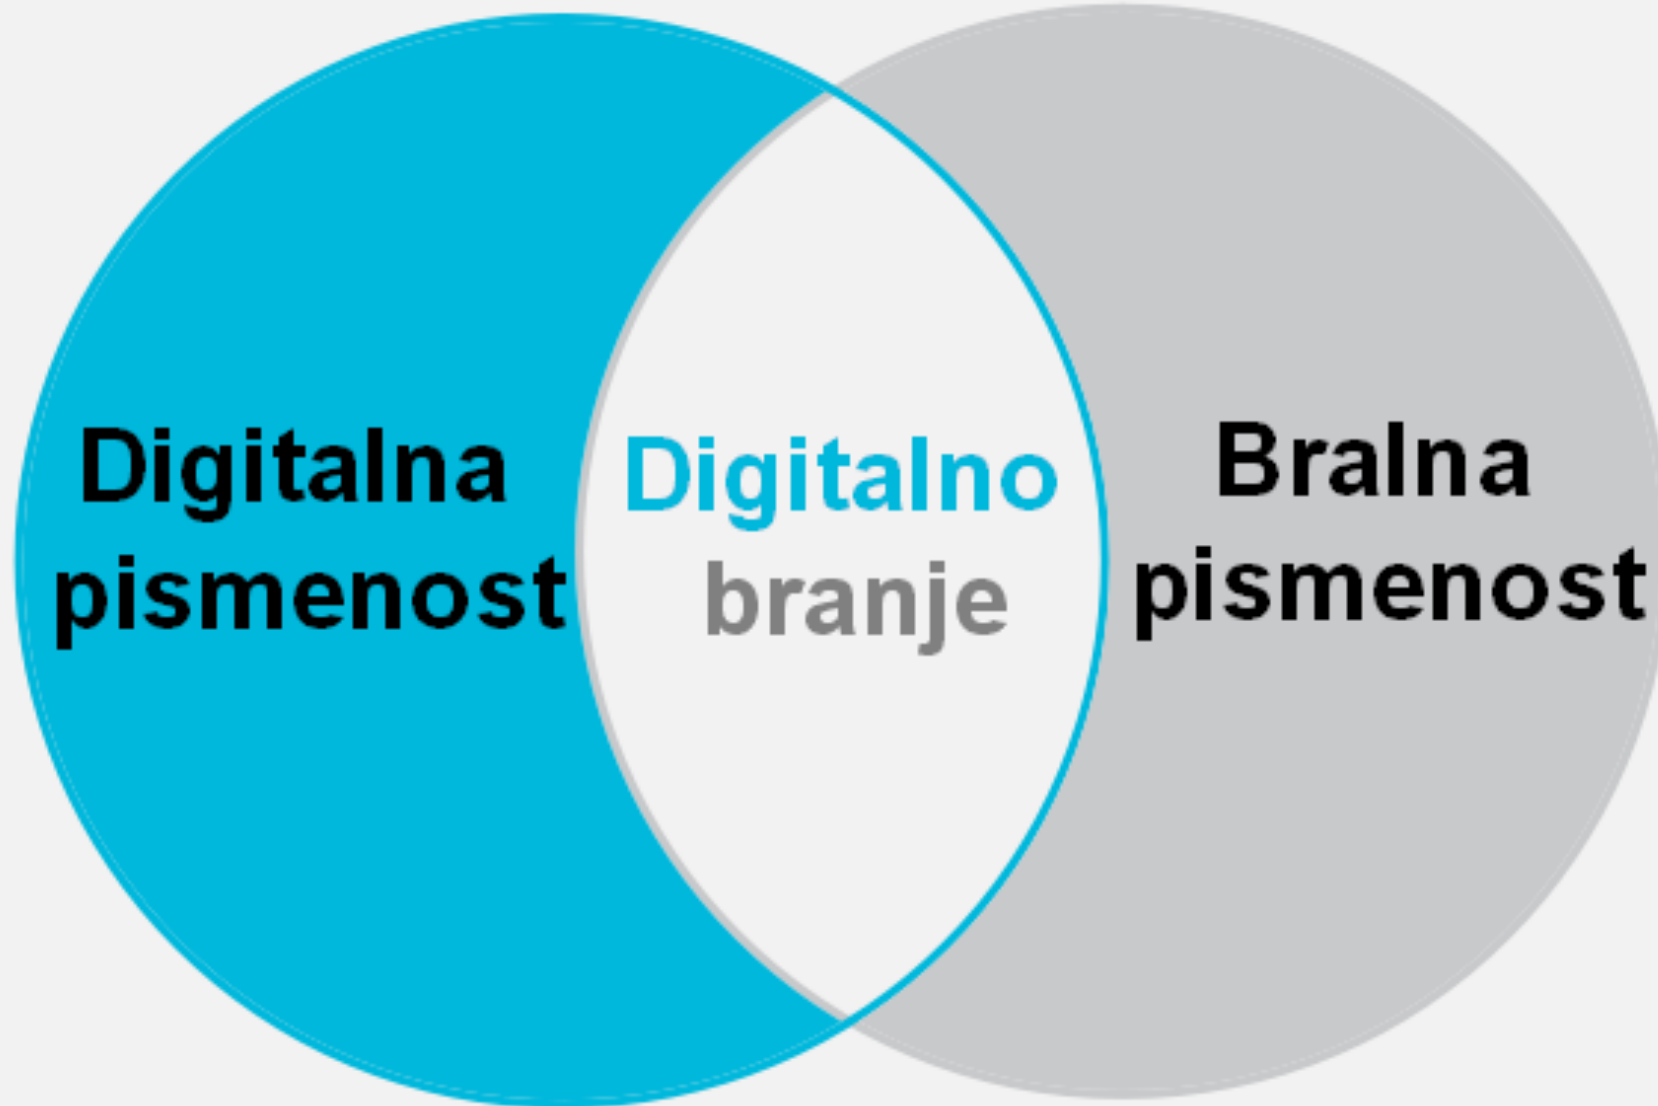 Digitalna
pismenost
Digitalno
branje
Bralna
pismenost